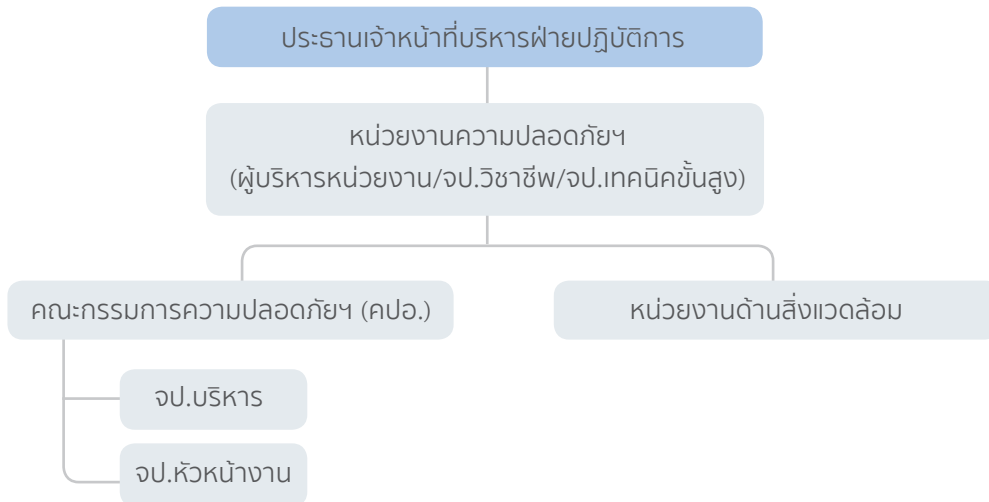 ประธานเจ้าหน้าที่บริหารฝ่ายปฏิบัติการ
หน่วยงานความปลอดภัยฯ
(ผู้บริหารหน่วยงาน/จป.วิชาชีพ/จป.เทคนิคขั้นสูง)
คณะกรรมการความปลอดภัยฯ (คปอ.)
หน่วยงานด้านสิ่งแวดล้อม
จป.บริหาร
จป.หัวหน้างาน